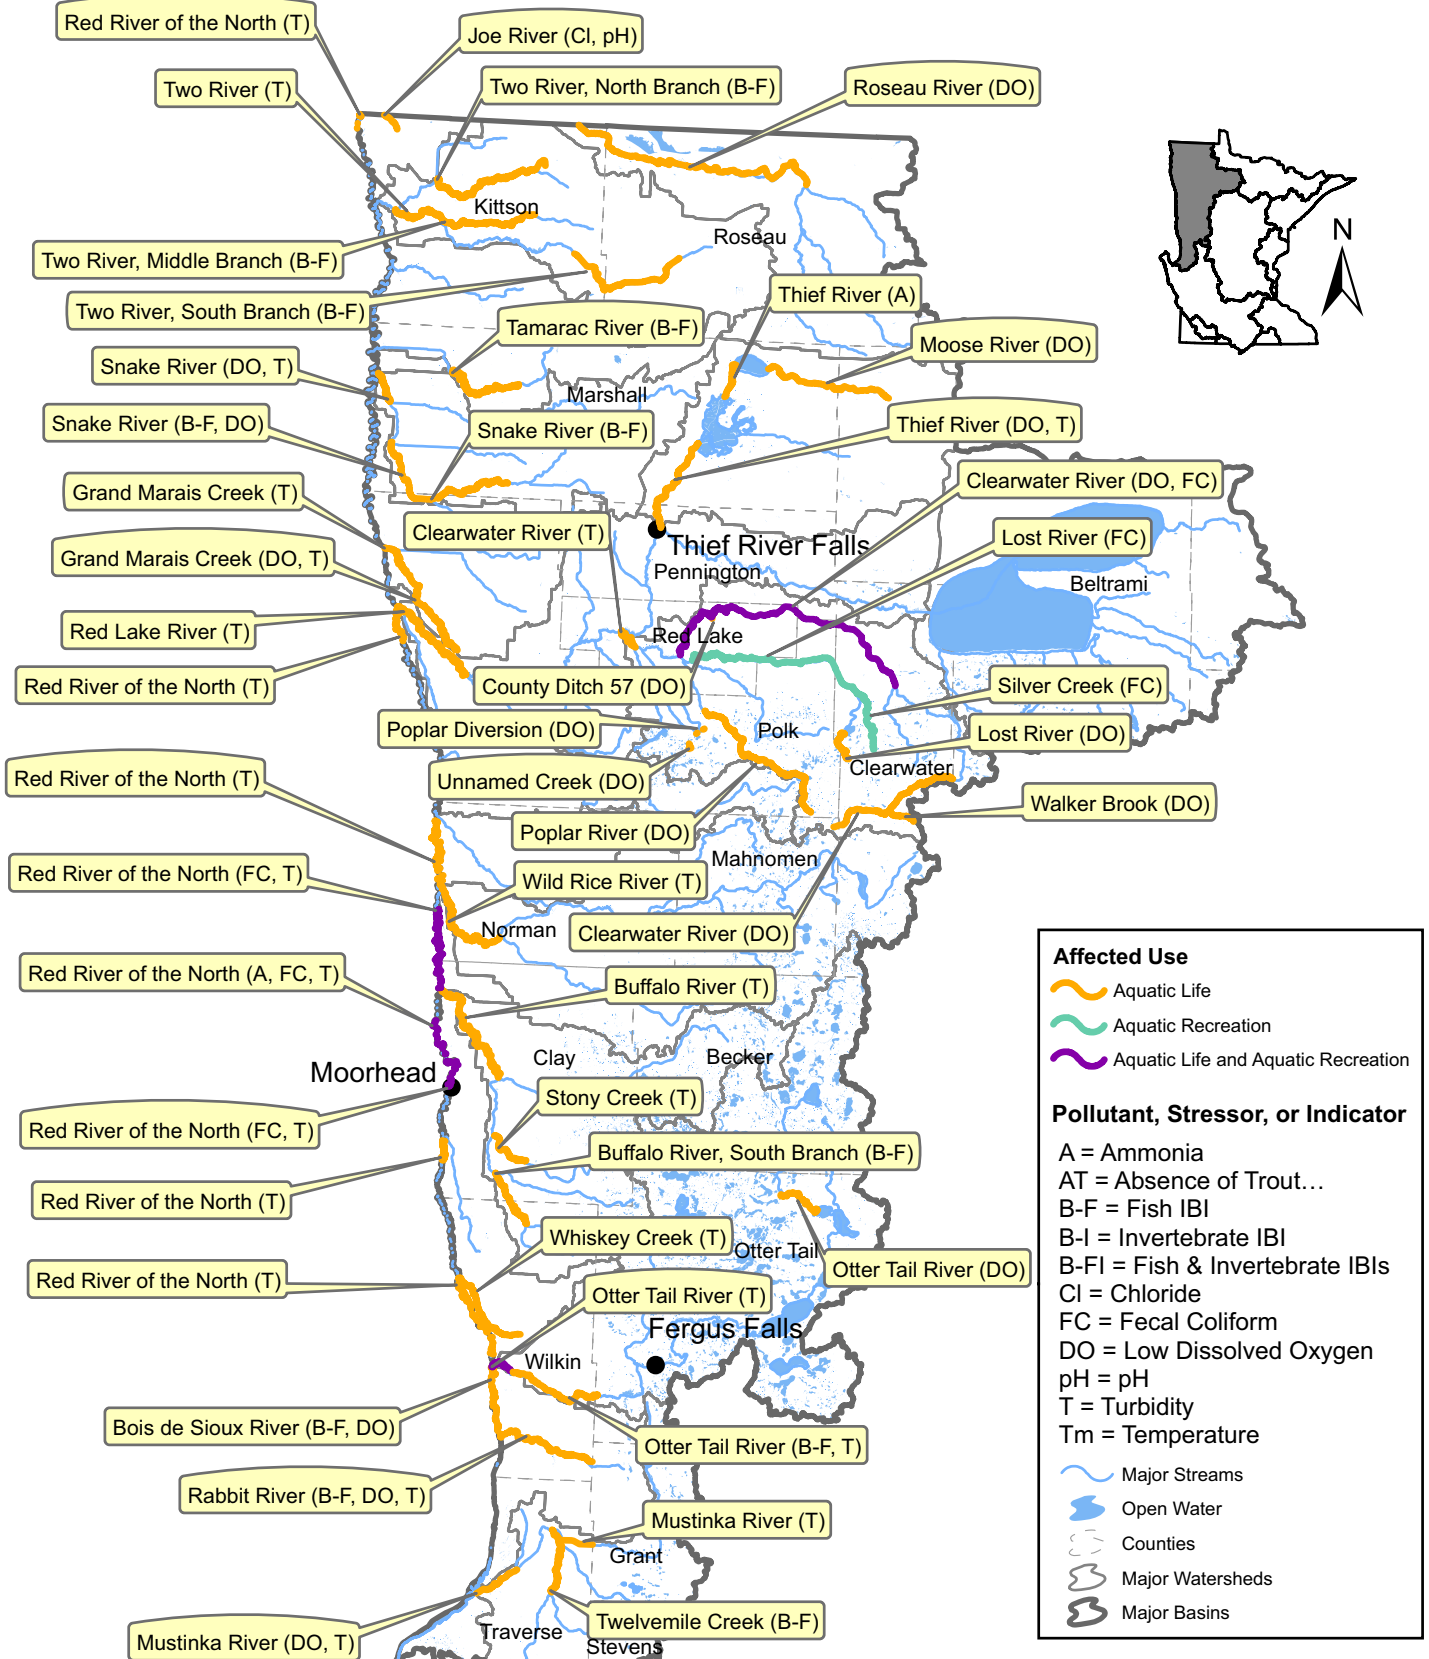 Red River of the North (T)
Joe River (Cl, pH)
Two River (T)
Two River, North Branch (B-F)
Roseau River (DO)
Kittson
Roseau
N
Two River, Middle Branch (B-F)
Two River, South Branch (B-F)
Thief River (A)
Tamarac River (B-F)
Moose River (DO)
Snake River (DO, T)
Marshall
Snake River (B-F, DO)
Snake River (B-F)
Thief River (DO, T)
Grand Marais Creek (T)
Clearwater River (DO, FC)
Clearwater River (T)
Thief River Falls
Lost River (FC)
Grand Marais Creek (DO, T)
Pennington
Beltrami
Red Lake River (T)
Red Lake
Red River of the North (T)
County Ditch 57 (DO)
Silver Creek (FC)
Poplar Diversion (DO)
Polk
Lost River (DO)
Red River of the North (T)
Unnamed Creek (DO)
Clearwater
Walker Brook (DO)
Poplar River (DO)
Mahnomen
Red River of the North (FC, T)
Wild Rice River (T)
Norman
Clearwater River (DO)
Red River of the North (A, FC, T)
Buffalo River (T)
Clay
Becker
Moorhead
Stony Creek (T)
Red River of the North (FC, T)
Buffalo River, South Branch (B-F)
Red River of the North (T)
Whiskey Creek (T)
Otter Tail
Otter Tail River (DO)
Red River of the North (T)
Otter Tail River (T)
Fergus Falls
Wilkin
Bois de Sioux River (B-F, DO)
Otter Tail River (B-F, T)
Rabbit River (B-F, DO, T)
Mustinka River (T)
Grant
Twelvemile Creek (B-F)
Mustinka River (DO, T)
Traverse
Stevens
Affected Use
Aquatic Life
Aquatic Recreation
Aquatic Life and Aquatic Recreation
Pollutant, Stressor, or Indicator
A = Ammonia
AT = Absence of Trout…
B-F = Fish IBI
B-I = Invertebrate IBI
B-FI = Fish & Invertebrate IBIs
Cl = Chloride
FC = Fecal Coliform
DO = Low Dissolved Oxygen
pH = pH
T = Turbidity
Tm = Temperature
Major Streams
Open Water
Counties
Major Watersheds
Major Basins